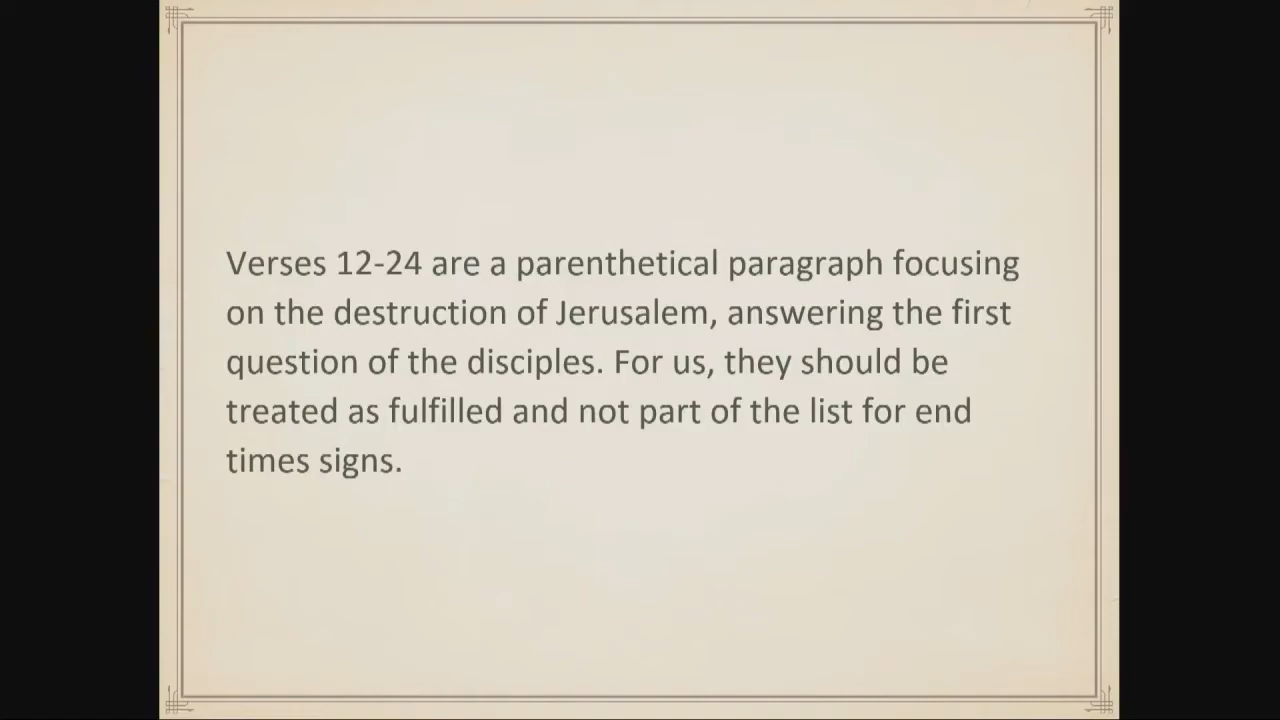 Verses 12-24 are a parenthetical paragraph focusing
on the destruction of Jerusalem, answering the first
question of the disciples. For us, they should be
treated as fulfilled and not part of the list for end
times signs.